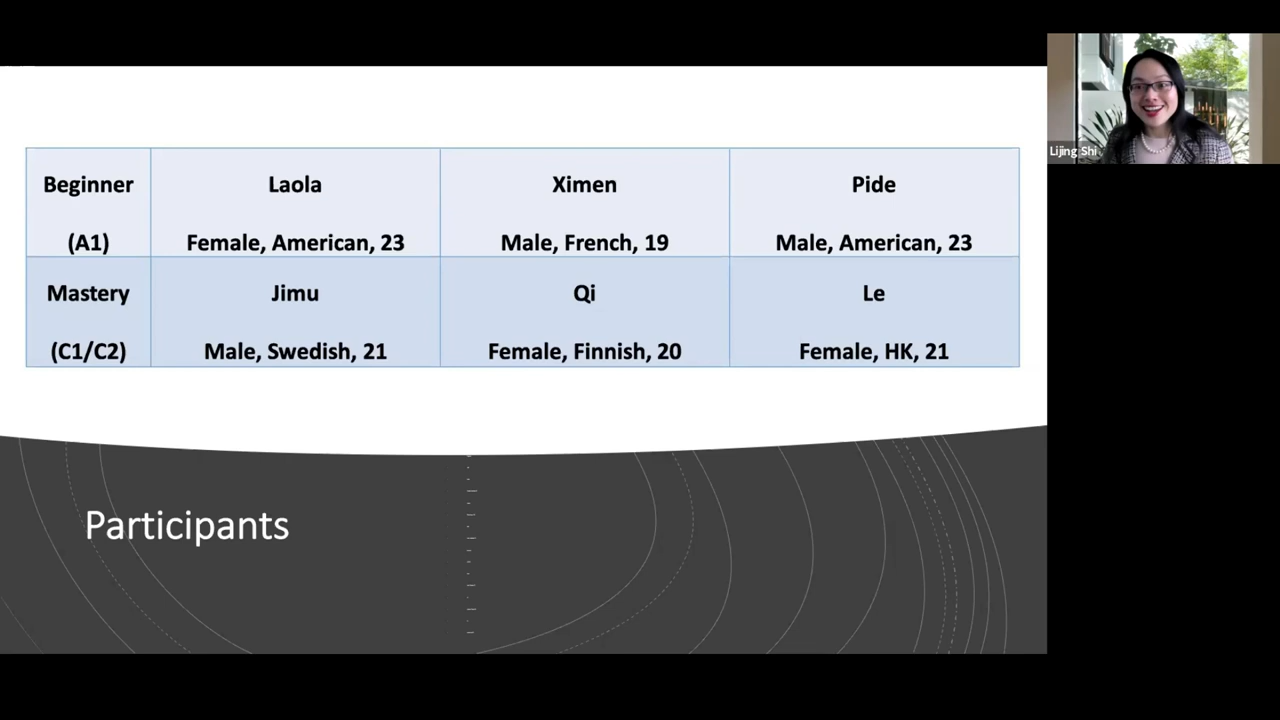 Beginner
(A1)
Laola
Female, American, 23
Ximen
Male, French, 19
Pide
Male, American, 23
Mastery
(C1/C2)
Jimu
Male, Swedish, 21
Qi
Female, Finnish, 20
Le
Female, HK, 21
Participants
Lijing Shi